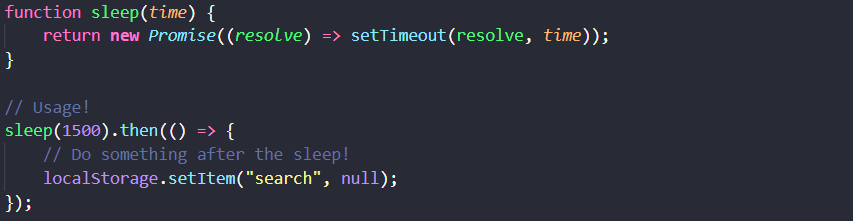 function sleep(time) {
    return new Promise((resolve) => setTimeout(resolve, time));
}

// Usage!
sleep(1500).then(() => {
    // Do something after the sleep!
    localStorage.setItem("search", null);
});